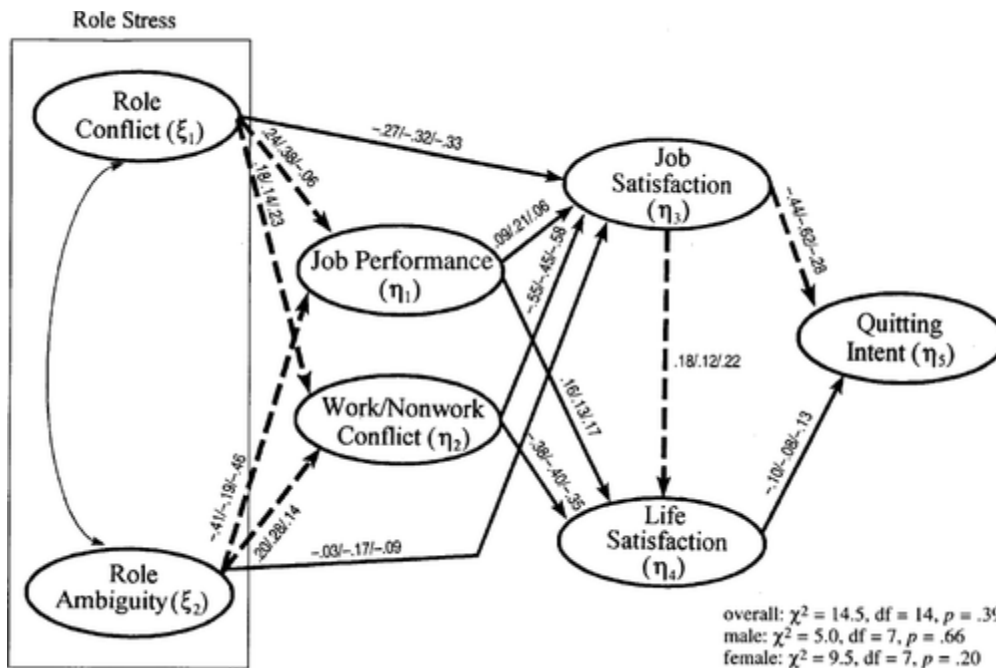 Role Stress
Role
Conflict (ξ₁)
-.27/-.32/-.33
.24/.38/-.06
.18/.14/.23
Job
Satisfaction
(η₃)
.09/.21/.06
-.55/-.45/-.58
-.44/-.62/-.28
Job Performance
(η₁)
Quitting
Intent (η₅)
.18/.12/.22
.16/.13/.17
Work/Nonwork
Conflict (η₂)
-.38/-.40/-.35
-.10/-.08/-.13
-.41/-.19/-.46
.20/.28/.14
-.03/-.17/-.09
Life
Satisfaction
(η₄)
Role
Ambiguity (ξ₂)
overall: χ² = 14.5, df = 14, p = .39
male: χ² = 5.0, df = 7, p = .66
female: χ² = 9.5, df = 7, p = .20